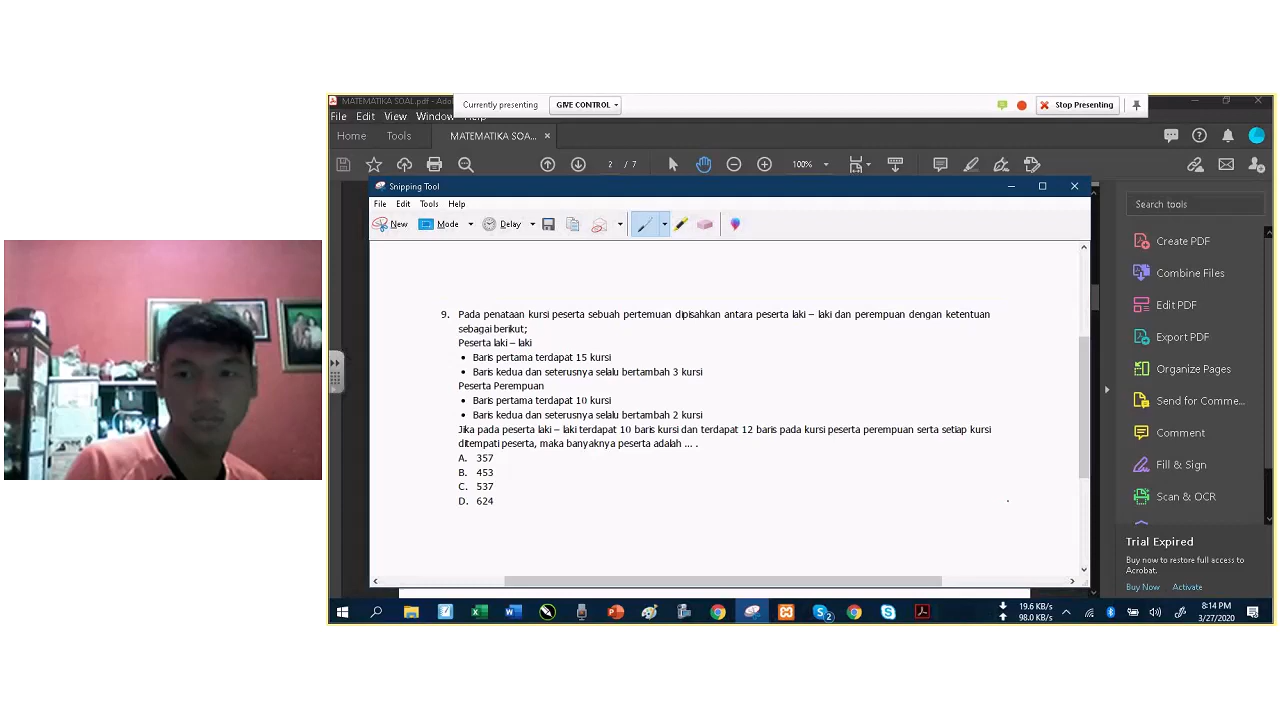 MATEMATIKA SOAL.pdf - Ado
Currently presenting
GIVE CONTROL
Stop Presenting
File Edit View Window Help
Home Tools MATEMATIKA SOA... ×
2 / 7
100%
Snipping Tool
File Edit Tools Help
New Mode Delay
9. Pada penataan kursi peserta sebuah pertemuan dipisahkan antara peserta laki – laki dan perempuan dengan ketentuan
sebagai berikut;
Peserta laki – laki
• Baris pertama terdapat 15 kursi
• Baris kedua dan seterusnya selalu bertambah 3 kursi
Peserta Perempuan
• Baris pertama terdapat 10 kursi
• Baris kedua dan seterusnya selalu bertambah 2 kursi
Jika pada peserta laki – laki terdapat 10 baris kursi dan terdapat 12 baris pada kursi peserta perempuan serta setiap kursi
ditempati peserta, maka banyaknya peserta adalah ... .
A. 357
B. 453
C. 537
D. 624
Search tools
Create PDF
Combine Files
Edit PDF
Export PDF
Organize Pages
Send for Comme...
Comment
Fill & Sign
Scan & OCR
Trial Expired
Buy now to restore full access to
Acrobat.
Buy Now Activate
19.6 KB/s
98.0 KB/s
8:14 PM
3/27/2020